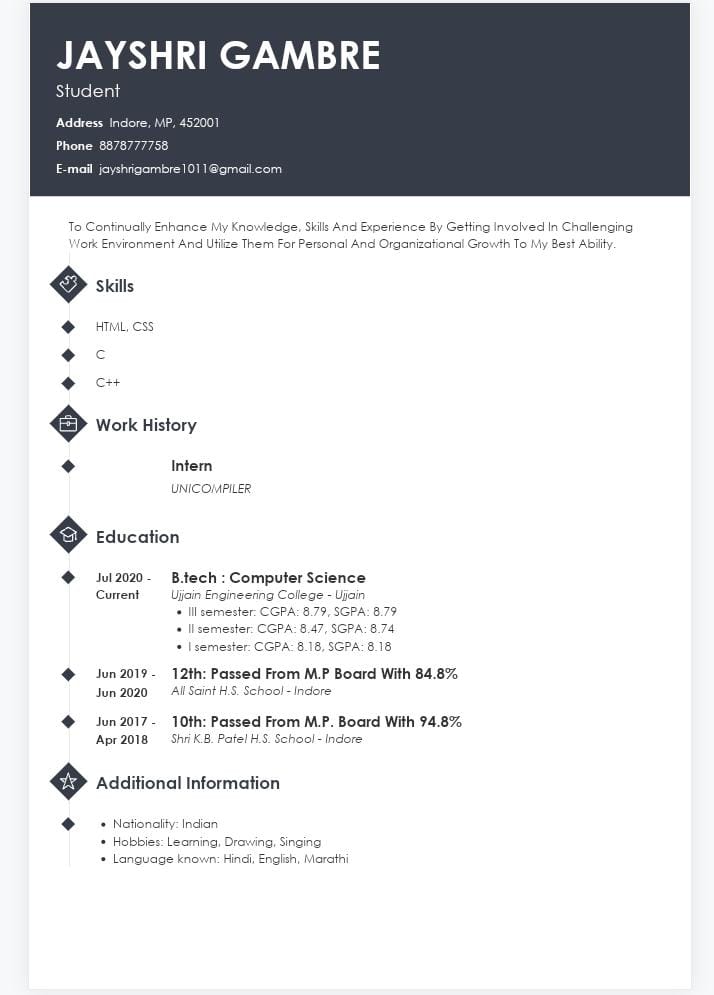 JAYSHRI GAMBRE
Student
Address Indore, MP, 452001
Phone 8878777758
E-mail jayshrigambre1011@gmail.com
To Continually Enhance My Knowledge, Skills And Experience By Getting Involved In Challenging
Work Environment And Utilize Them For Personal And Organizational Growth To My Best Ability.
Skills
HTML, CSS
C
C++
Work History
Intern
UNICOMPILER
Education
Jul 2020 - B.tech : Computer Science
Current Ujjain Engineering College - Ujjain
• III semester: CGPA: 8.79, SGPA: 8.79
• II semester: CGPA: 8.47, SGPA: 8.74
• I semester: CGPA: 8.18, SGPA: 8.18
Jun 2019 - 12th: Passed From M.P Board With 84.8%
Jun 2020 All Saint H.S. School - Indore
Jun 2017 - 10th: Passed From M.P. Board With 94.8%
Apr 2018 Shri K.B. Patel H.S. School - Indore
Additional Information
• Nationality: Indian
• Hobbies: Learning, Drawing, Singing
• Language known: Hindi, English, Marathi